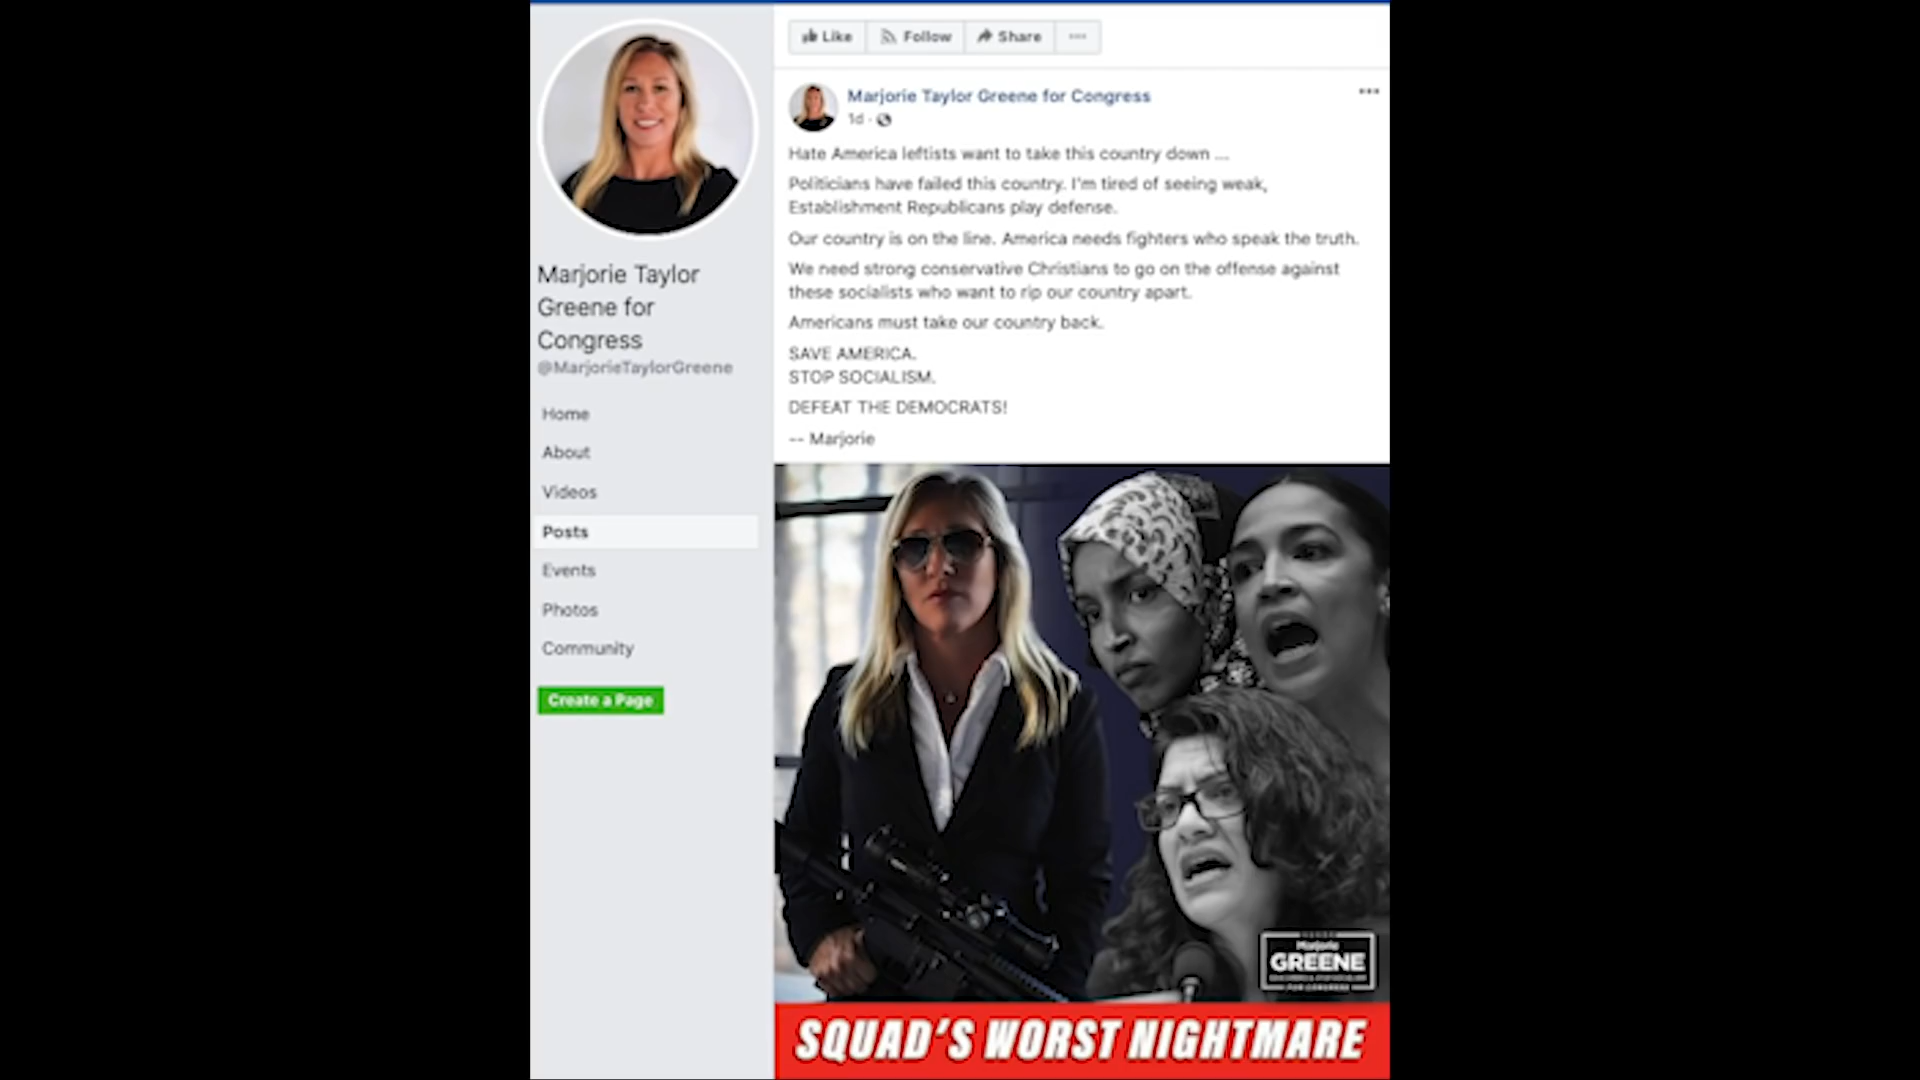 Like Follow Share ...
Marjorie Taylor Greene for Congress
1d ·
Hate America leftists want to take this country down ...
Politicians have failed this country. I'm tired of seeing weak,
Establishment Republicans play defense.
Our country is on the line. America needs fighters who speak the truth.
We need strong conservative Christians to go on the offense against
these socialists who want to rip our country apart.
Americans must take our country back.
SAVE AMERICA.
STOP SOCIALISM.
DEFEAT THE DEMOCRATS!
-- Marjorie
Marjorie Taylor
Greene for
Congress
@MarjorieTaylorGreene
Home
About
Videos
Posts
Events
Photos
Community
Create a Page
Marjorie
GREENE
FOR CONGRESS
SQUAD'S WORST NIGHTMARE